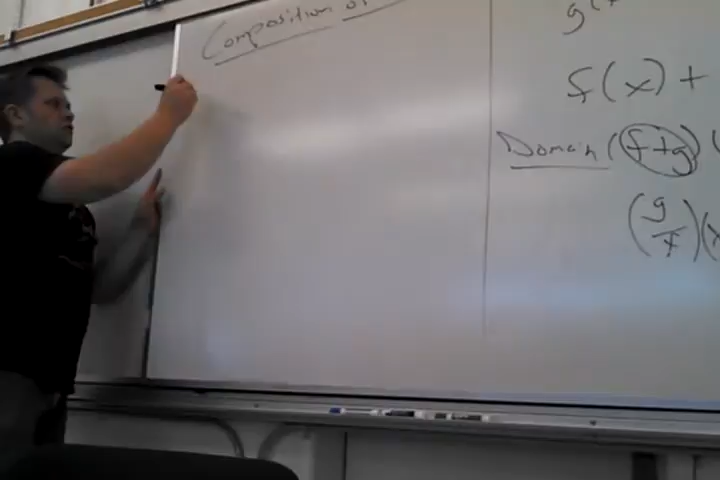 Composition of
g(
f(x) +
Domain (f+g)(
(g/f)(x